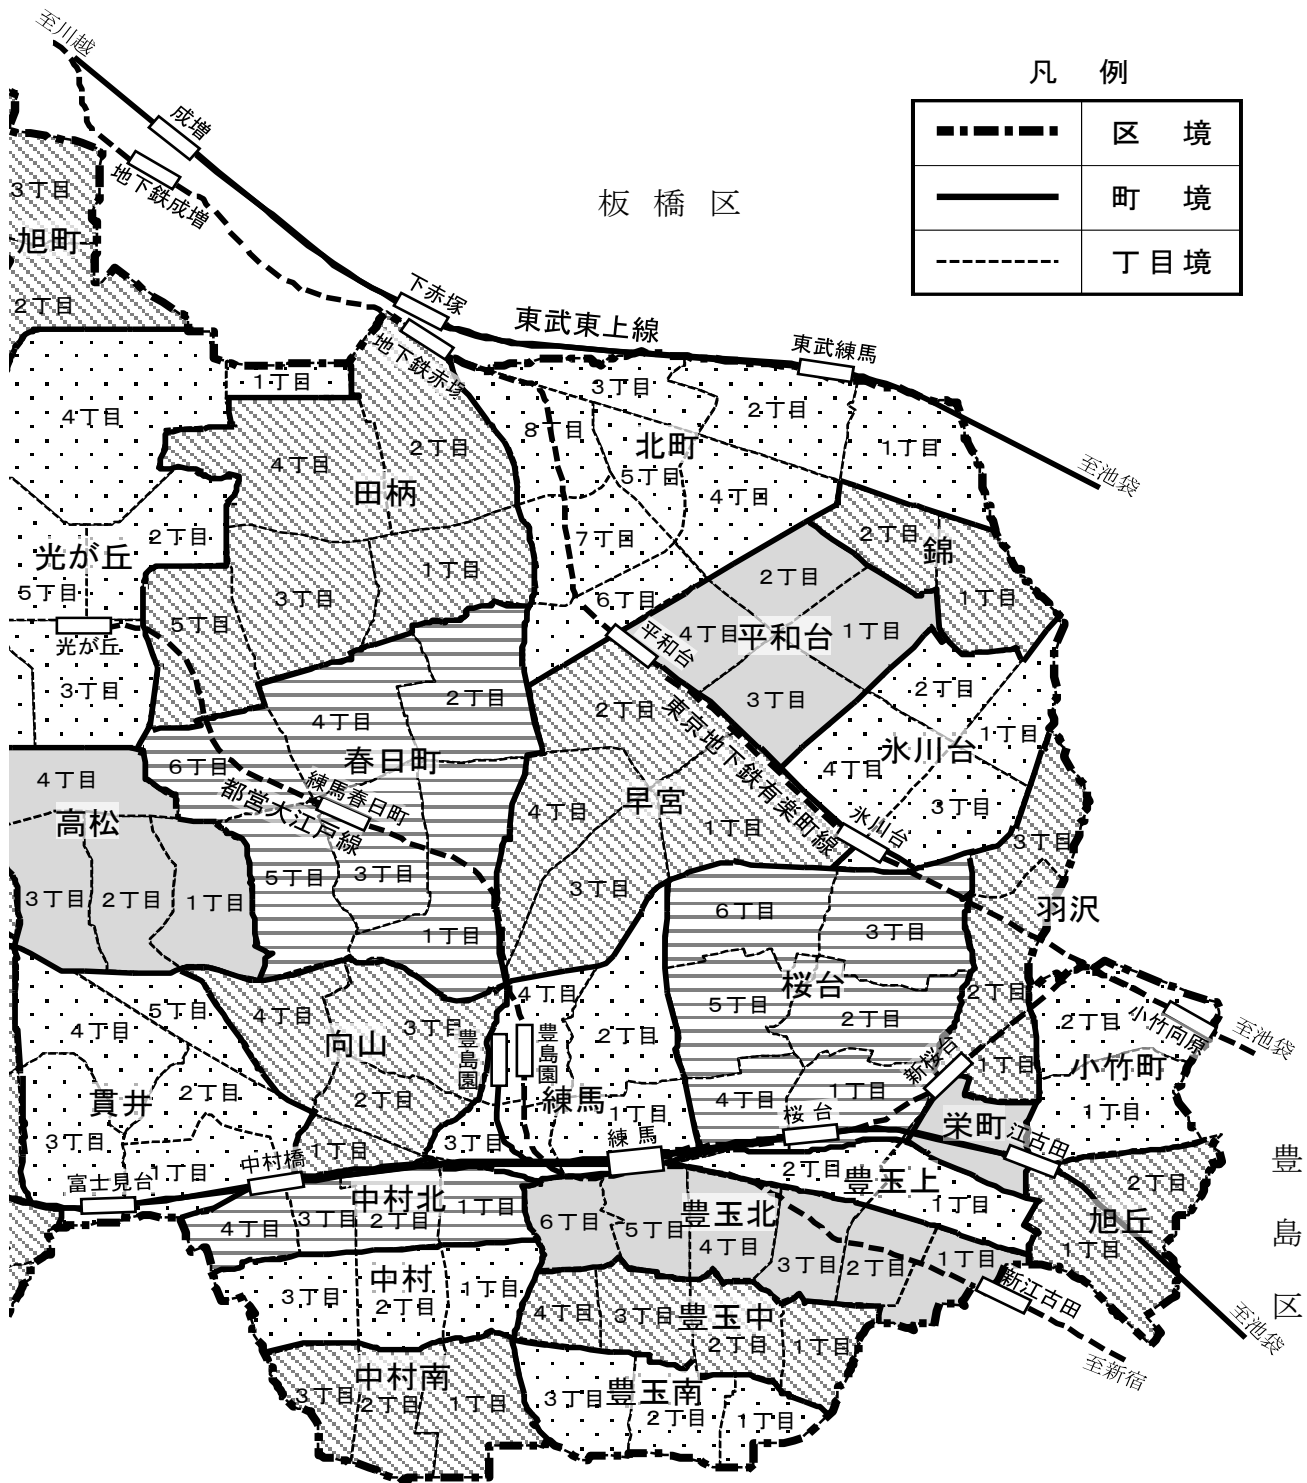 至川越
成増
地下鉄成増
板橋区
凡例
区境
町境
丁目境
3丁目
旭町
2丁目
下赤塚
東武東上線
地下鉄赤塚
東武練馬
至池袋
1丁目
4丁目
2丁目
光が丘
5丁目
光が丘
3丁目
4丁目
2丁目
田柄
3丁目
1丁目
5丁目
3丁目
8丁目
北町
5丁目
2丁目
1丁目
4丁目
7丁目
6丁目
2丁目
錦
1丁目
2丁目
4丁目
平和台
1丁目
3丁目
平和台
2丁目
1丁目
氷川台
4丁目
3丁目
氷川台
東京地下鉄有楽町線
2丁目
4丁目
早宮
1丁目
3丁目
2丁目
4丁目
春日町
6丁目
練馬春日町
都営大江戸線
5丁目
3丁目
1丁目
4丁目
高松
3丁目
2丁目
1丁目
3丁目
羽沢
2丁目
1丁目
6丁目
3丁目
桜台
5丁目
2丁目
4丁目
1丁目
新桜台
桜台
2丁目
小竹向原
至池袋
小竹町
1丁目
5丁目
4丁目
貫井
2丁目
3丁目
1丁目
富士見台
中村橋
4丁目
3丁目
向山
2丁目
1丁目
豊島園
豊島園
4丁目
2丁目
練馬
1丁目
3丁目
練馬
栄町
江古田
2丁目
豊玉上
1丁目
2丁目
旭丘
1丁目
豊島区
至池袋
中村北
4丁目
3丁目
2丁目
1丁目
6丁目
5丁目
豊玉北
4丁目
3丁目
2丁目
1丁目
新江古田
至新宿
中村
3丁目
2丁目
1丁目
4丁目
3丁目
豊玉中
2丁目
1丁目
中村南
3丁目
2丁目
1丁目
3丁目
豊玉南
2丁目
1丁目